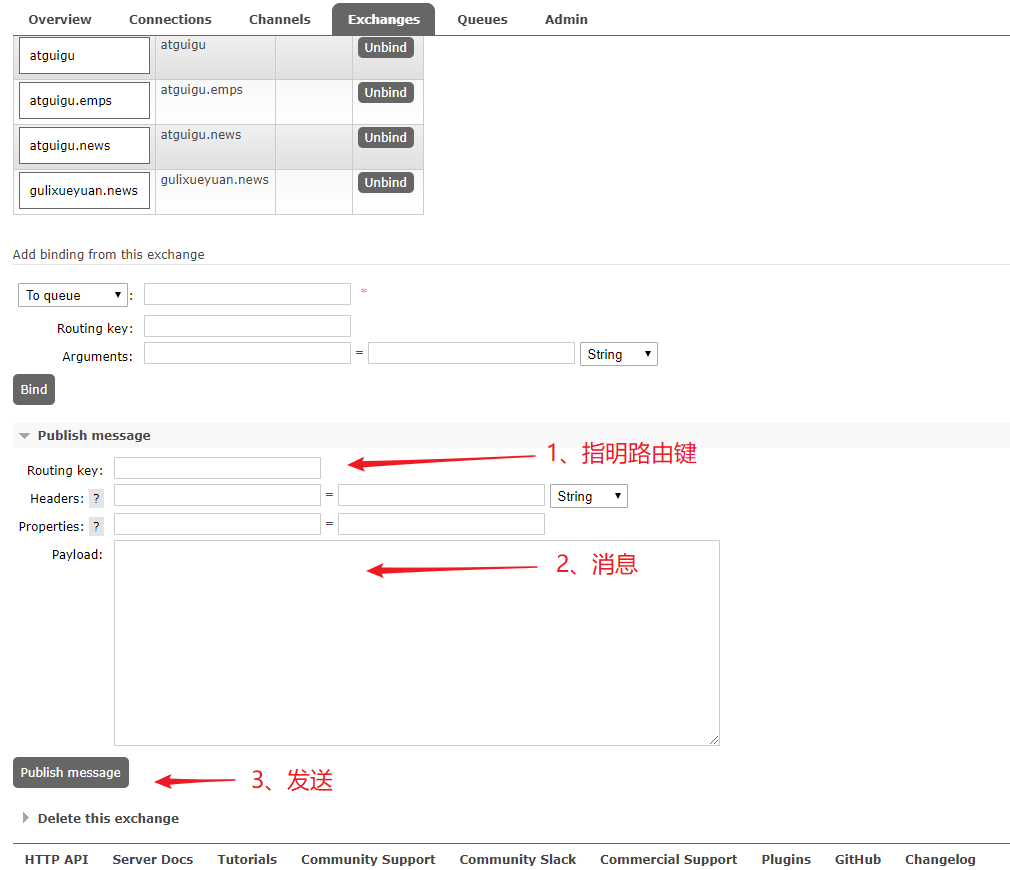 Overview Connections Channels Exchanges Queues Admin
atguigu atguigu Unbind
atguigu.emps atguigu.emps Unbind
atguigu.news atguigu.news Unbind
gulixueyuan.news gulixueyuan.news Unbind
Add binding from this exchange
To queue ▼ : *
Routing key:
Arguments: = String ▼
Bind
Publish message
Routing key: 1、指明路由键
Headers: ? = String ▼
Properties: ? =
Payload: 2、消息
Publish message 3、发送
Delete this exchange
HTTP API Server Docs Tutorials Community Support Community Slack Commercial Support Plugins GitHub Changelog